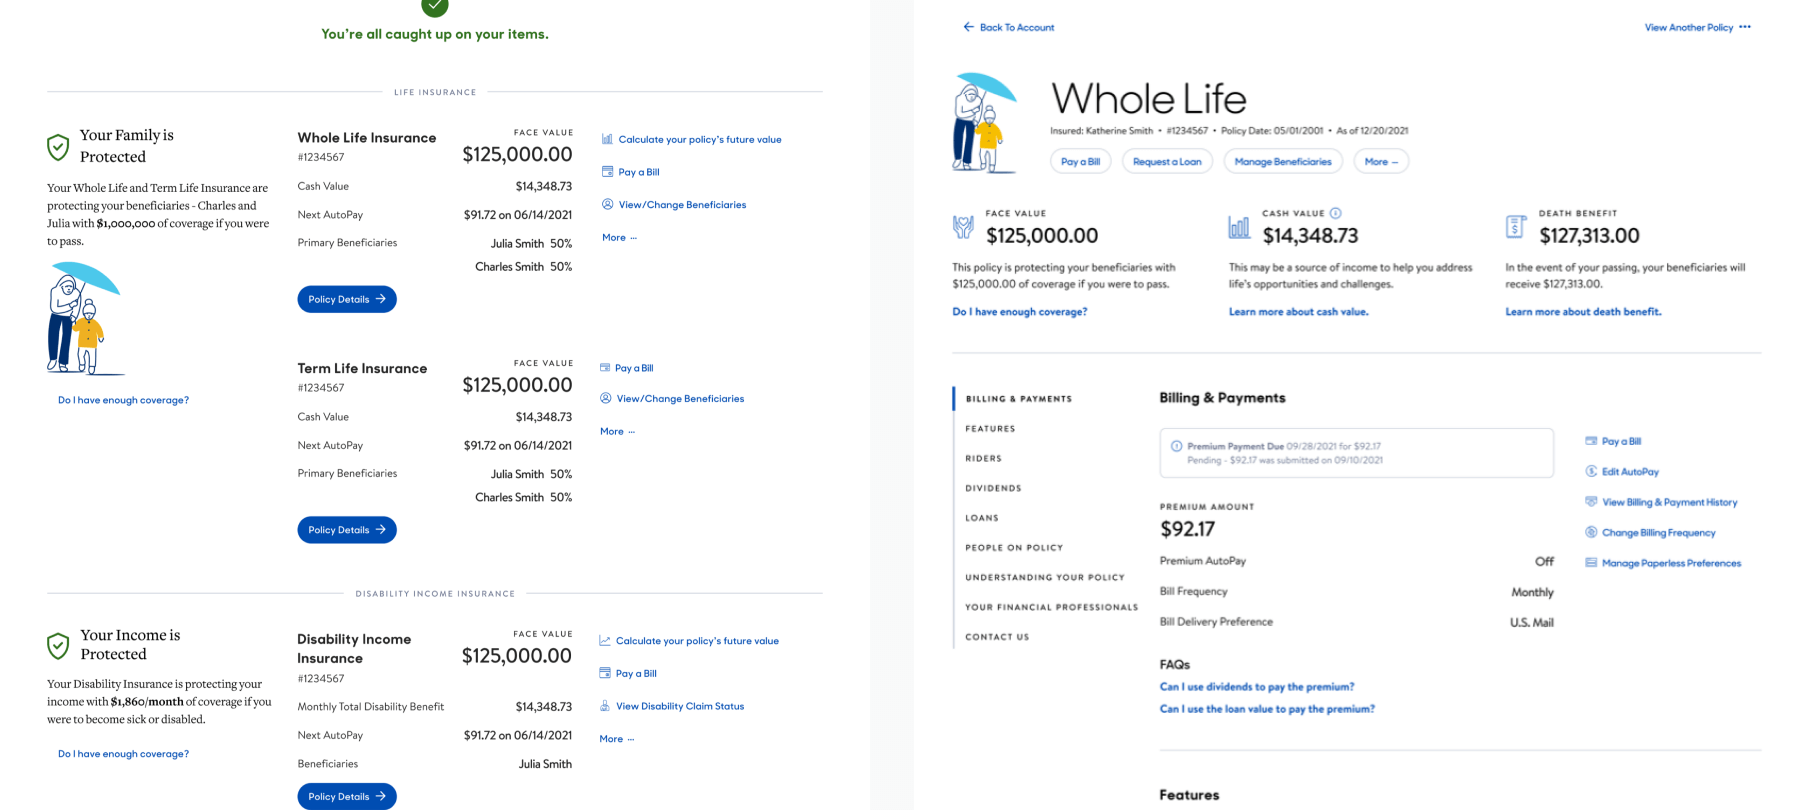 You're all caught up on your items.
LIFE INSURANCE
Your Family is
Protected
Your Whole Life and Term Life Insurance are
protecting your beneficiaries - Charles and
Julia with $1,000,000 of coverage if you were
to pass.
Do I have enough coverage?
Whole Life Insurance
#1234567
FACE VALUE
$125,000.00
Cash Value $14,348.73
Next AutoPay $91.72 on 06/14/2021
Primary Beneficiaries Julia Smith 50%
Charles Smith 50%
Policy Details
Calculate your policy's future value
Pay a Bill
View/Change Beneficiaries
More ...
Term Life Insurance
#1234567
FACE VALUE
$125,000.00
Cash Value $14,348.73
Next AutoPay $91.72 on 06/14/2021
Primary Beneficiaries Julia Smith 50%
Charles Smith 50%
Policy Details
Pay a Bill
View/Change Beneficiaries
More ...
DISABILITY INCOME INSURANCE
Your Income is
Protected
Your Disability Insurance is protecting your
income with $1,860/month of coverage if you
were to become sick or disabled.
Do I have enough coverage?
Disability Income
Insurance
#1234567
FACE VALUE
$125,000.00
Monthly Total Disability Benefit $14,348.73
Next AutoPay $91.72 on 06/14/2021
Beneficiaries Julia Smith
Policy Details
Calculate your policy's future value
Pay a Bill
View Disability Claim Status
More ...
Back To Account
View Another Policy •••
Whole Life
Insured: Katherine Smith • #1234567 • Policy Date: 05/01/2001 • As of 12/20/2021
Pay a Bill
Request a Loan
Manage Beneficiaries
More ...
FACE VALUE
$125,000.00
This policy is protecting your beneficiaries with
$125,000.00 of coverage if you were to pass.
Do I have enough coverage?
CASH VALUE
$14,348.73
This may be a source of income to help you address
life's opportunities and challenges.
Learn more about cash value.
DEATH BENEFIT
$127,313.00
In the event of your passing, your beneficiaries will
receive $127,313.00.
Learn more about death benefit.
BILLING & PAYMENTS
FEATURES
RIDERS
DIVIDENDS
LOANS
PEOPLE ON POLICY
UNDERSTANDING YOUR POLICY
YOUR FINANCIAL PROFESSIONALS
CONTACT US
Billing & Payments
Premium Payment Due 09/28/2021 for $92.17
Pending - $92.17 was submitted on 09/10/2021
PREMIUM AMOUNT
$92.17
Premium AutoPay Off
Bill Frequency Monthly
Bill Delivery Preference U.S. Mail
Pay a Bill
Edit AutoPay
View Billing & Payment History
Change Billing Frequency
Manage Paperless Preferences
FAQs
Can I use dividends to pay the premium?
Can I use the loan value to pay the premium?
Features